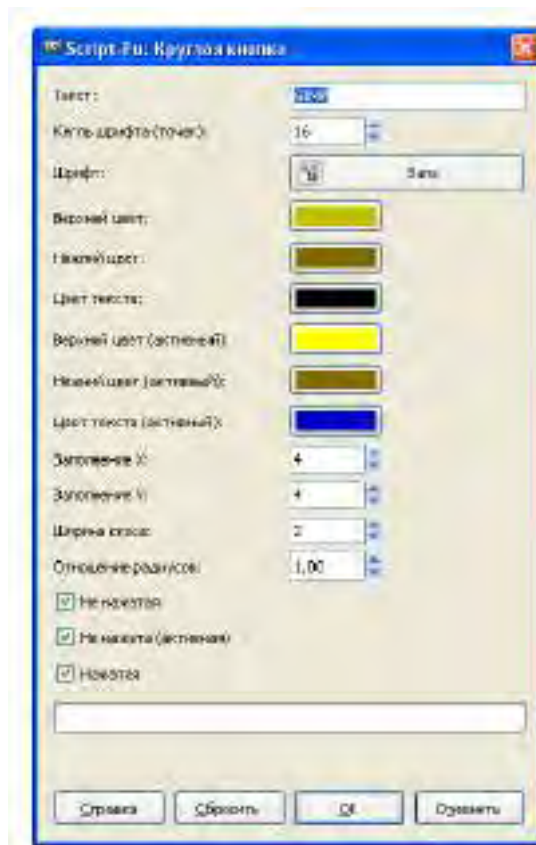 Script-Fu: Круглая кнопка
Текст:
Кегль шрифта (точек): 16
Шрифт: Sans
Верхний цвет:
Нижний цвет:
Цвет текста:
Верхний цвет (активный):
Нижний цвет (активный):
Цвет текста (активный):
Заполнение X: 4
Заполнение Y: 4
Ширина скоса: 2
Отношение радиусов: 1,00
Не нажатая
Не нажата (активная)
Нажатая
Справка Сбросить OK Отменить